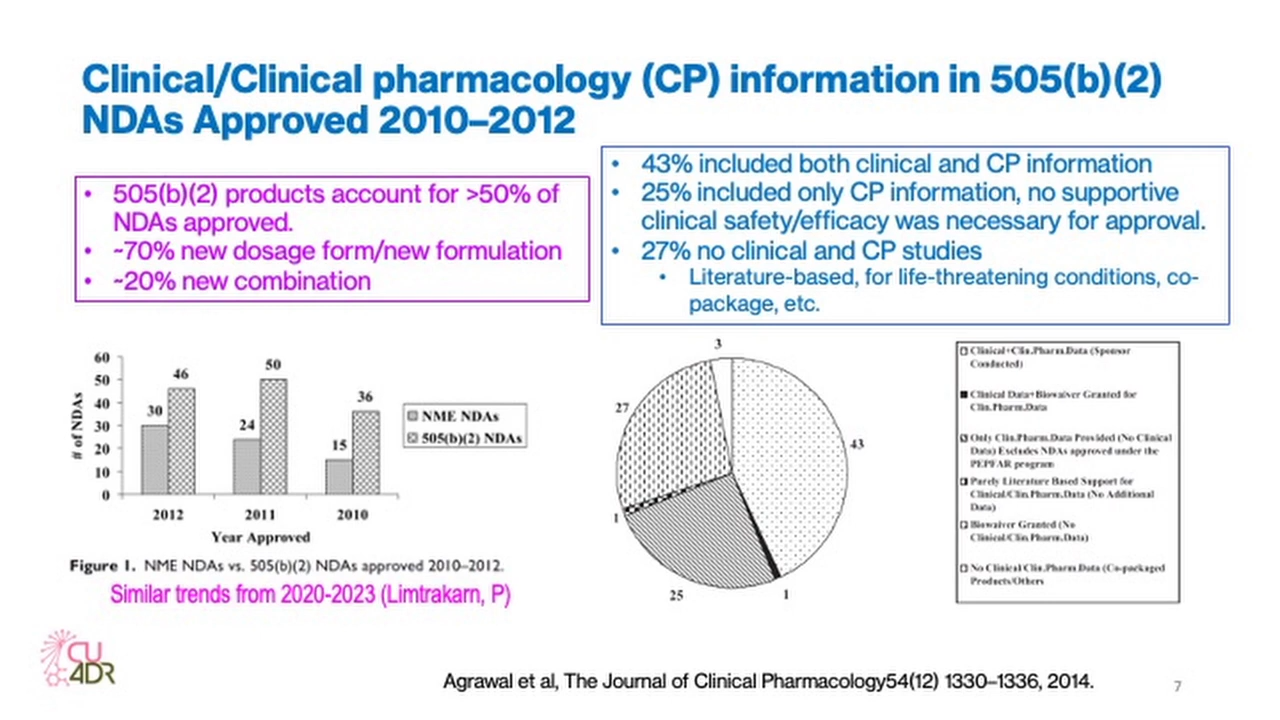 Clinical/Clinical pharmacology (CP) information in 505(b)(2)
NDAs Approved 2010–2012
• 505(b)(2) products account for >50% of
NDAs approved.
• ~70% new dosage form/new formulation
• ~20% new combination
• 43% included both clinical and CP information
• 25% included only CP information, no supportive
clinical safety/efficacy was necessary for approval.
• 27% no clinical and CP studies
• Literature-based, for life-threatening conditions, co-
package, etc.
# of NDAs
60
50
40
30
20
10
0
30
46
24
50
15
36
2012
2011
2010
Year Approved
NME NDAs
505(b)(2) NDAs
Figure 1. NME NDAs vs. 505(b)(2) NDAs approved 2010–2012.
Similar trends from 2020-2023 (Limtrakarn, P)
3
27
43
1
25
1
Clinical+Clin.Pharm.Data (Sponsor
Conducted)
Clinical Data+Biowaiver Granted for
Clin.Pharm.Data
Only Clin.Pharm.Data Provided (No Clinical
Data) Excludes NDAs approved under the
PEPFAR program
Purely Literature Based Support for
Clinical/Clin.Pharm.Data (No Additional
Data)
Biowaiver Granted (No
Clinical/Clin.Pharm.Data)
No Clinical/Clin.Pharm.Data (Co-packaged
Products/Others
CU
4DR
Agrawal et al, The Journal of Clinical Pharmacology54(12) 1330–1336, 2014.
7